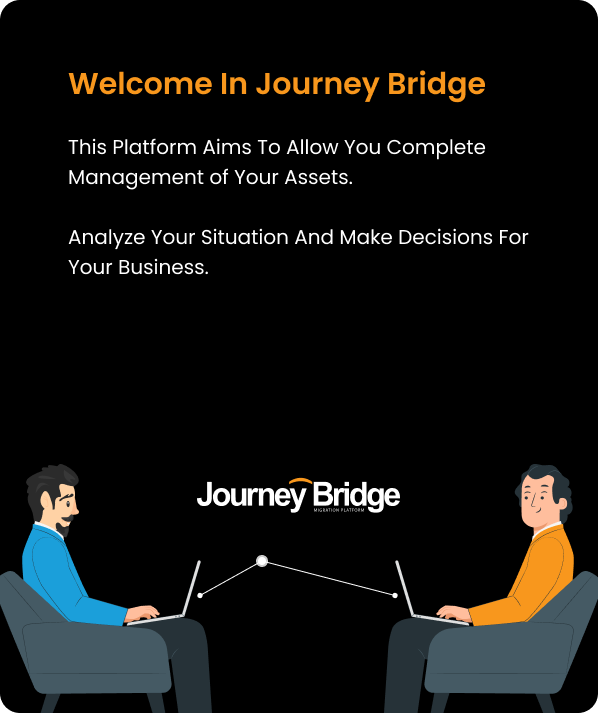 Welcome In Journey Bridge
This Platform Aims To Allow You Complete
Management of Your Assets.
Analyze Your Situation And Make Decisions For
Your Business.
Journey Bridge
MIGRATION PLATFORM